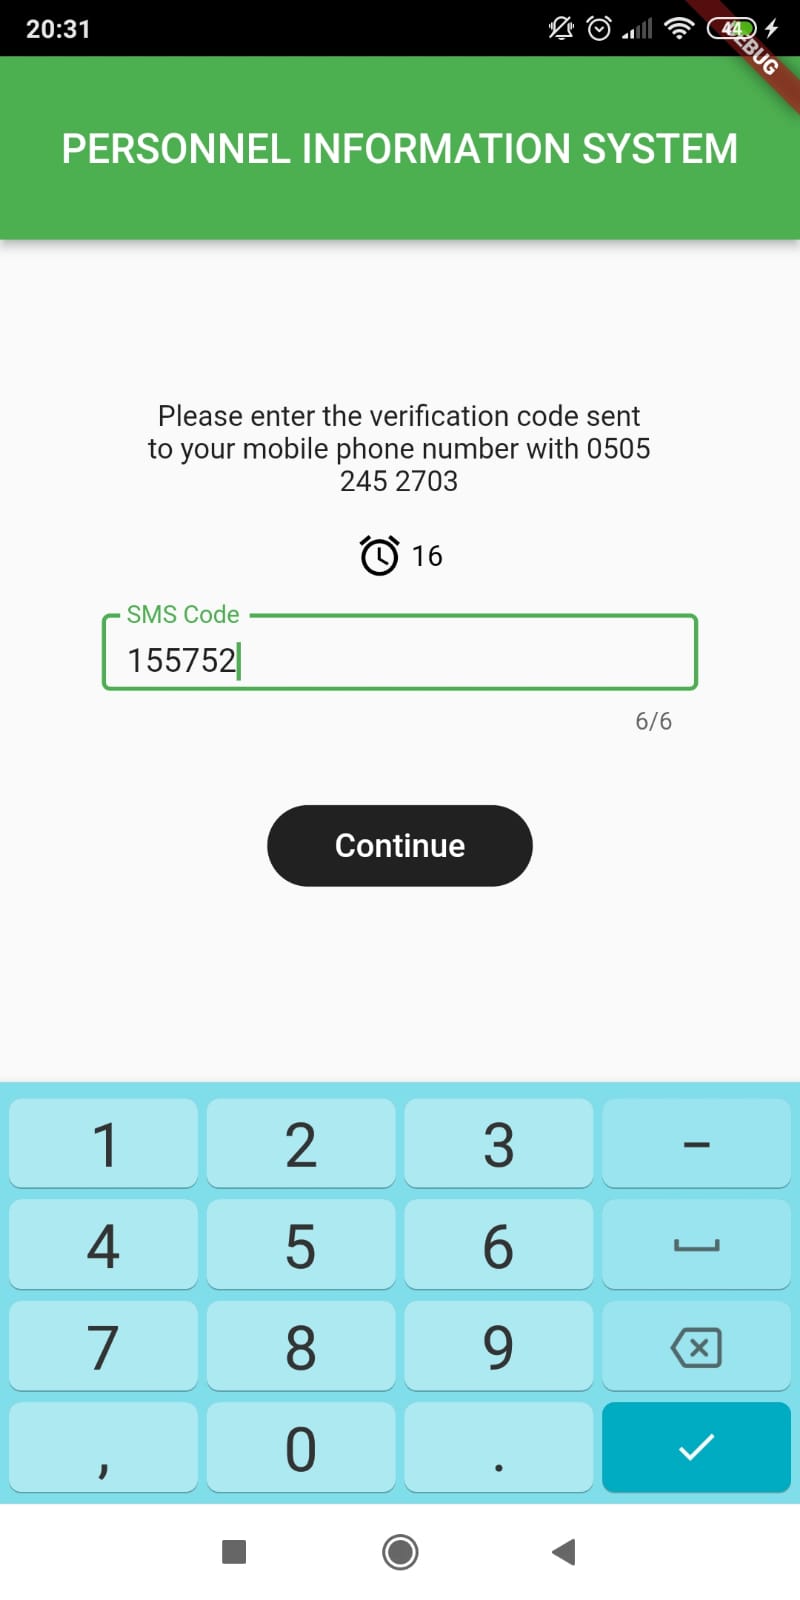 20:31
44
DEBUG
PERSONNEL INFORMATION SYSTEM
Please enter the verification code sent
to your mobile phone number with 0505
245 2703
16
SMS Code
155752
6/6
Continue
1 2 3 −
4 5 6
7 8 9
, 0 .